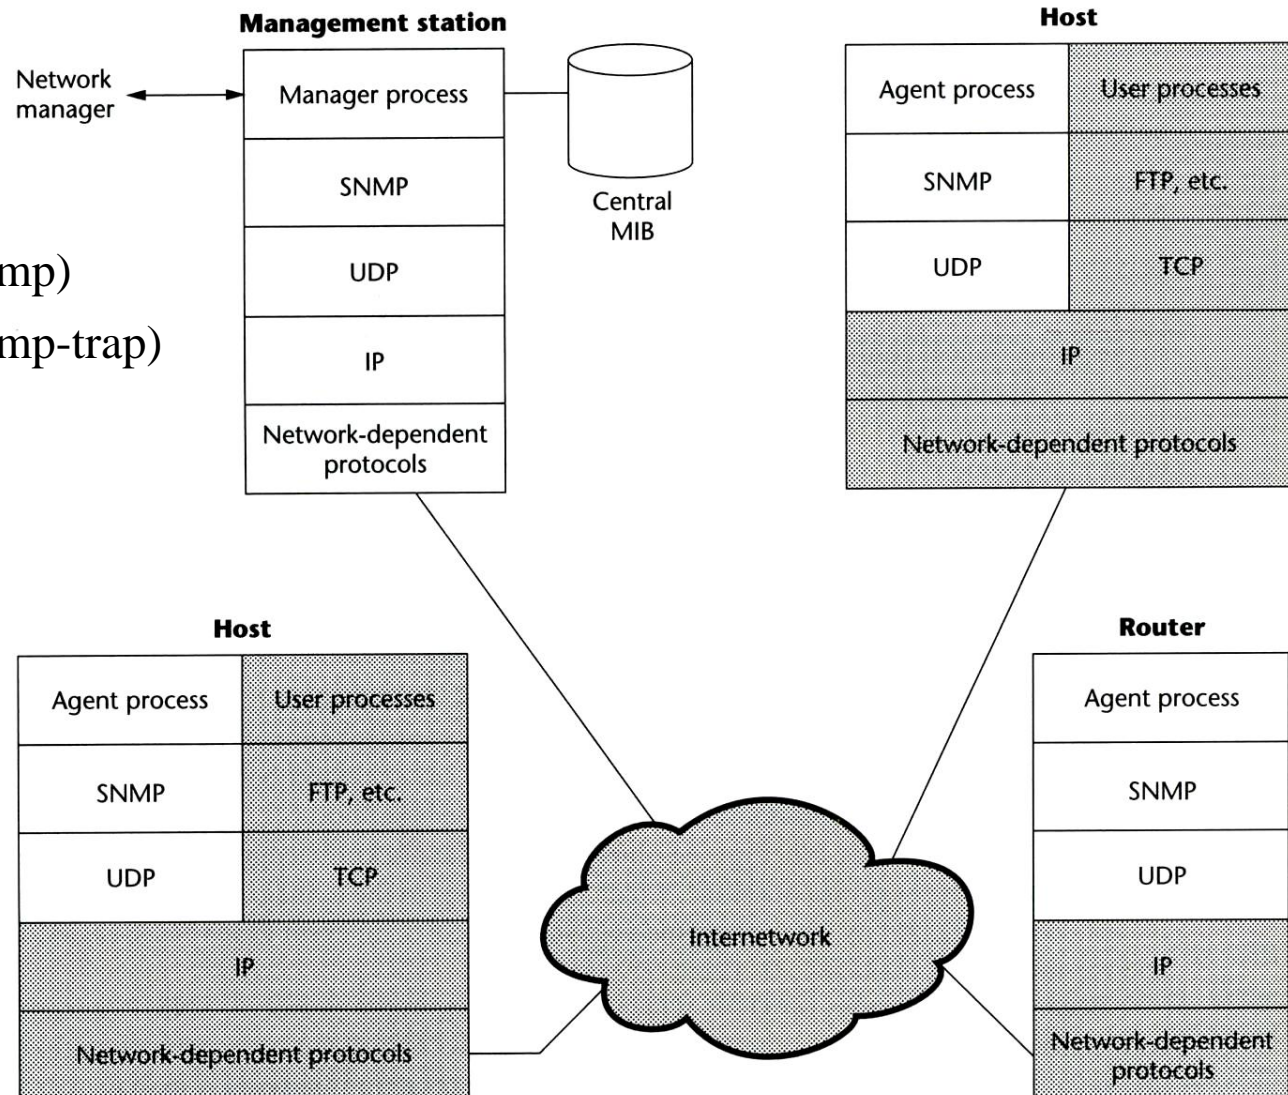 Management station
Network
manager
Manager process
SNMP
UDP
IP
Network-dependent
protocols
Central
MIB
mp)
mp-trap)
Host
Agent process
User processes
SNMP
FTP, etc.
UDP
TCP
IP
Network-dependent protocols
Host
Agent process
User processes
SNMP
FTP, etc.
UDP
TCP
IP
Network-dependent protocols
Internetwork
Router
Agent process
SNMP
UDP
IP
Network-dependent
protocols